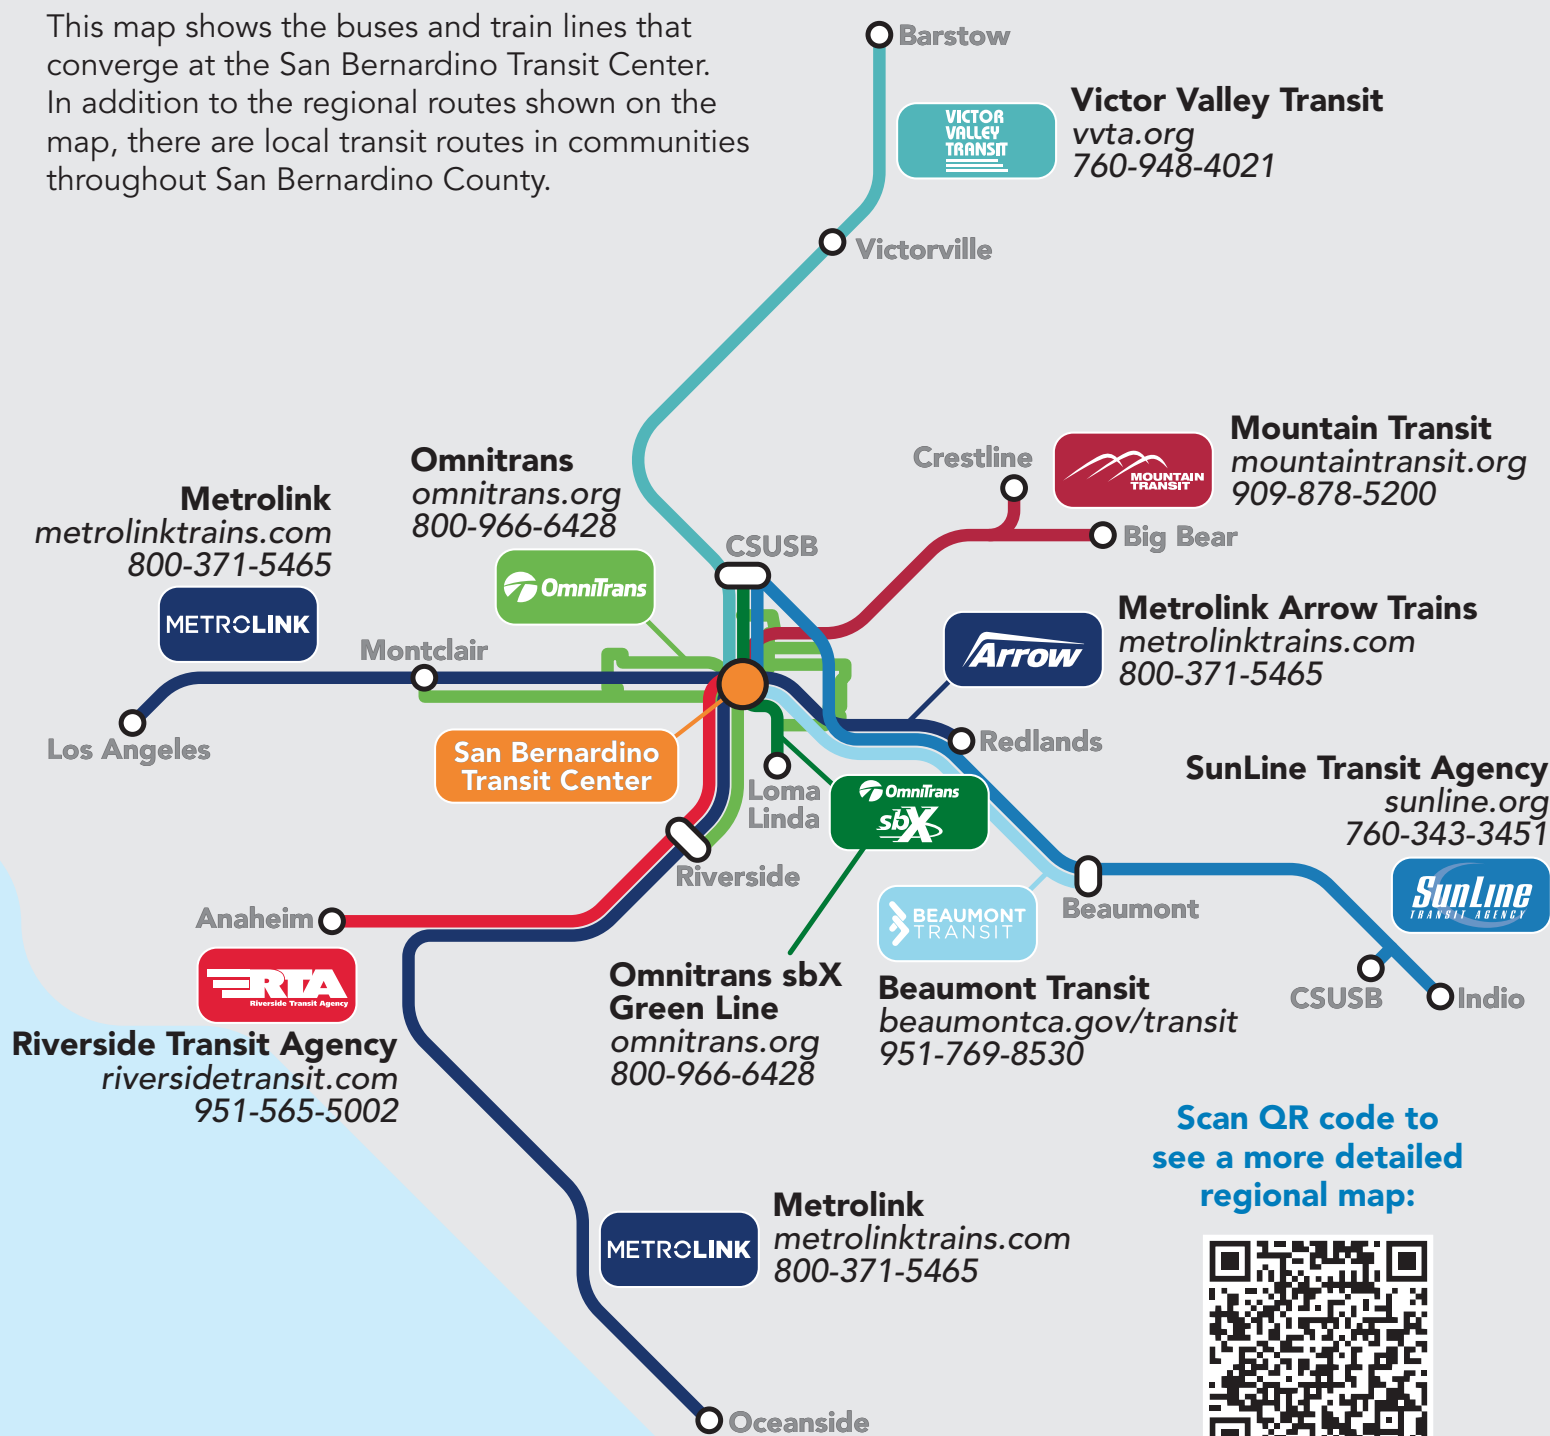 This map shows the buses and train lines that
converge at the San Bernardino Transit Center.
In addition to the regional routes shown on the
map, there are local transit routes in communities
throughout San Bernardino County.
Barstow
VICTOR
VALLEY
TRANSIT
Victor Valley Transit
vvta.org
760-948-4021
Victorville
Crestline
MOUNTAIN
TRANSIT
Mountain Transit
mountaintransit.org
909-878-5200
Big Bear
Omnitrans
omnitrans.org
800-966-6428
OmniTrans
Metrolink
metrolinktrains.com
800-371-5465
METROLINK
CSUSB
Arrow
Metrolink Arrow Trains
metrolinktrains.com
800-371-5465
Montclair
Los Angeles
San Bernardino
Transit Center
Redlands
Loma
Linda
OmniTrans
sbX
SunLine Transit Agency
sunline.org
760-343-3451
SunLine
TRANSIT AGENCY
Riverside
Anaheim
RTA
Riverside Transit Agency
Riverside Transit Agency
riversidetransit.com
951-565-5002
BEAUMONT
TRANSIT
Beaumont
CSUSB
Indio
Omnitrans sbX
Green Line
omnitrans.org
800-966-6428
Beaumont Transit
beaumontca.gov/transit
951-769-8530
Scan QR code to
see a more detailed
regional map:
METROLINK
Metrolink
metrolinktrains.com
800-371-5465
Oceanside